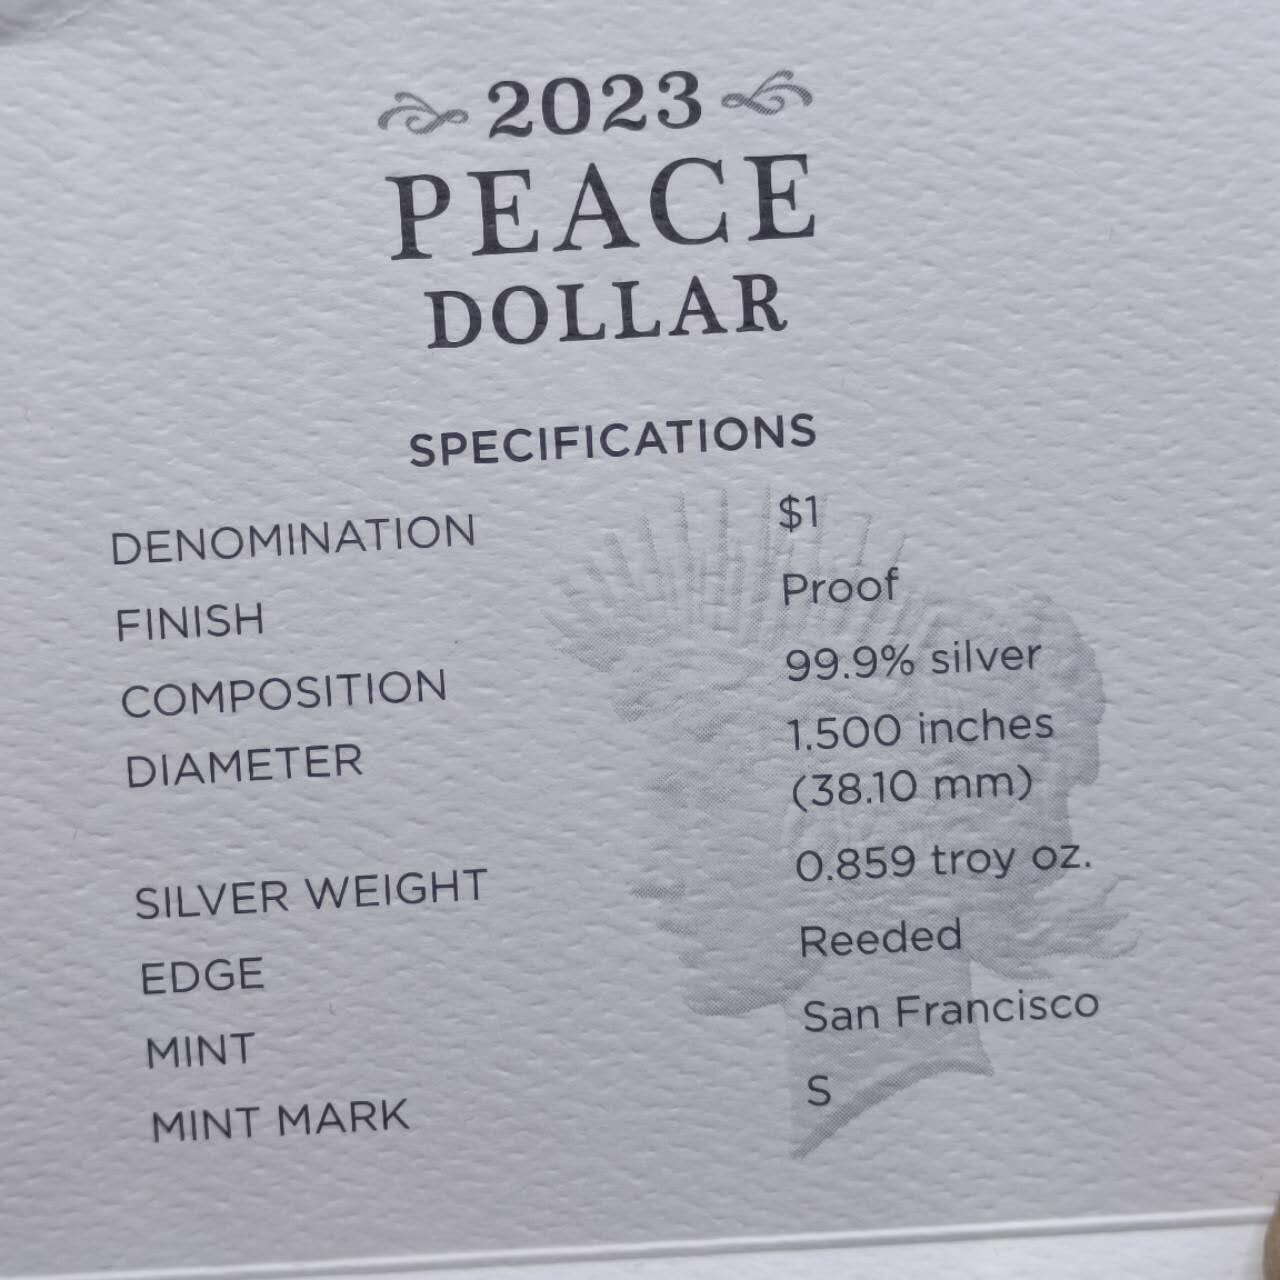 2023
PEACE
DOLLAR
SPECIFICATIONS
DENOMINATION $1
FINISH Proof
COMPOSITION 99.9% silver
DIAMETER 1.500 inches
(38.10 mm)
SILVER WEIGHT 0.859 troy oz.
EDGE Reeded
MINT San Francisco
MINT MARK S